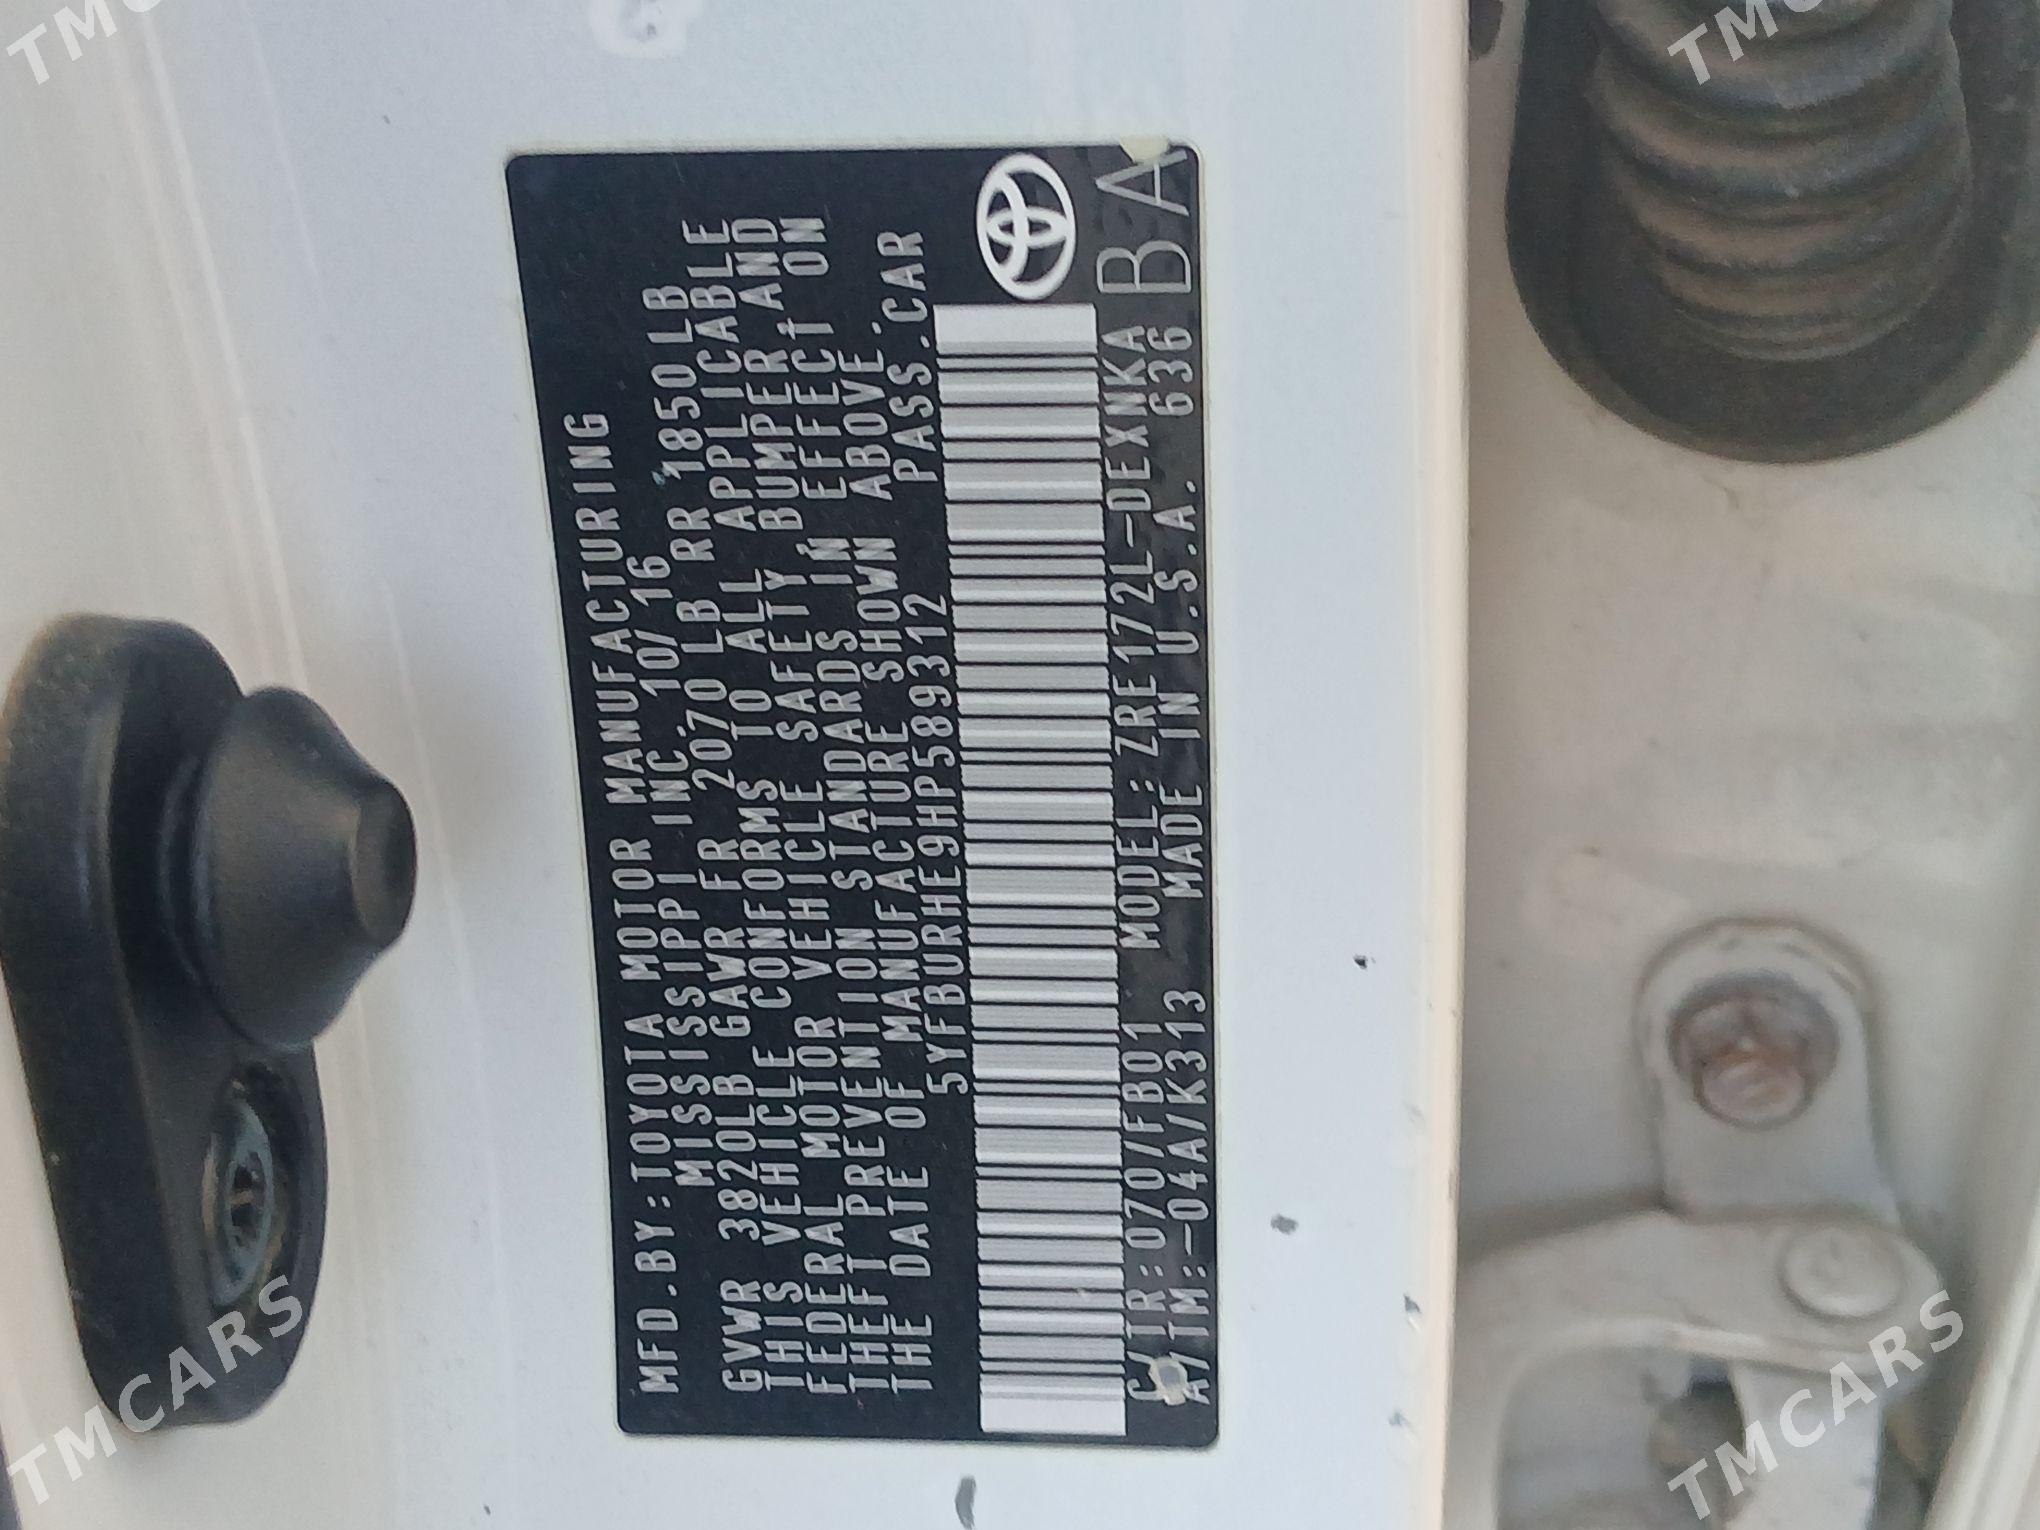 MFD.BY:TOYOTA MOTOR MANUFACTURING
MISSISSIPPI INC. 10/16
GVWR 3820LB GAWR FR 2070 LB RR 1850LB
THIS VEHICLE CONFORMS TO ALL APPLICABLE
FEDERAL MOTOR VEHICLE SAFETY BUMPER AND
THEFT PREVENTION STANDARDS IN EFFECT ON
THE DATE OF MANUFACTURE SHOWN ABOVE.
5YFBURHE9HP589312 PASS.CAR
C/TR:070/FB01 MODEL:ZRE172L-DEXNKA
A/TM:-04A/K313 MADE IN U.S.A. 636
BA
TMCARS
TMCARS